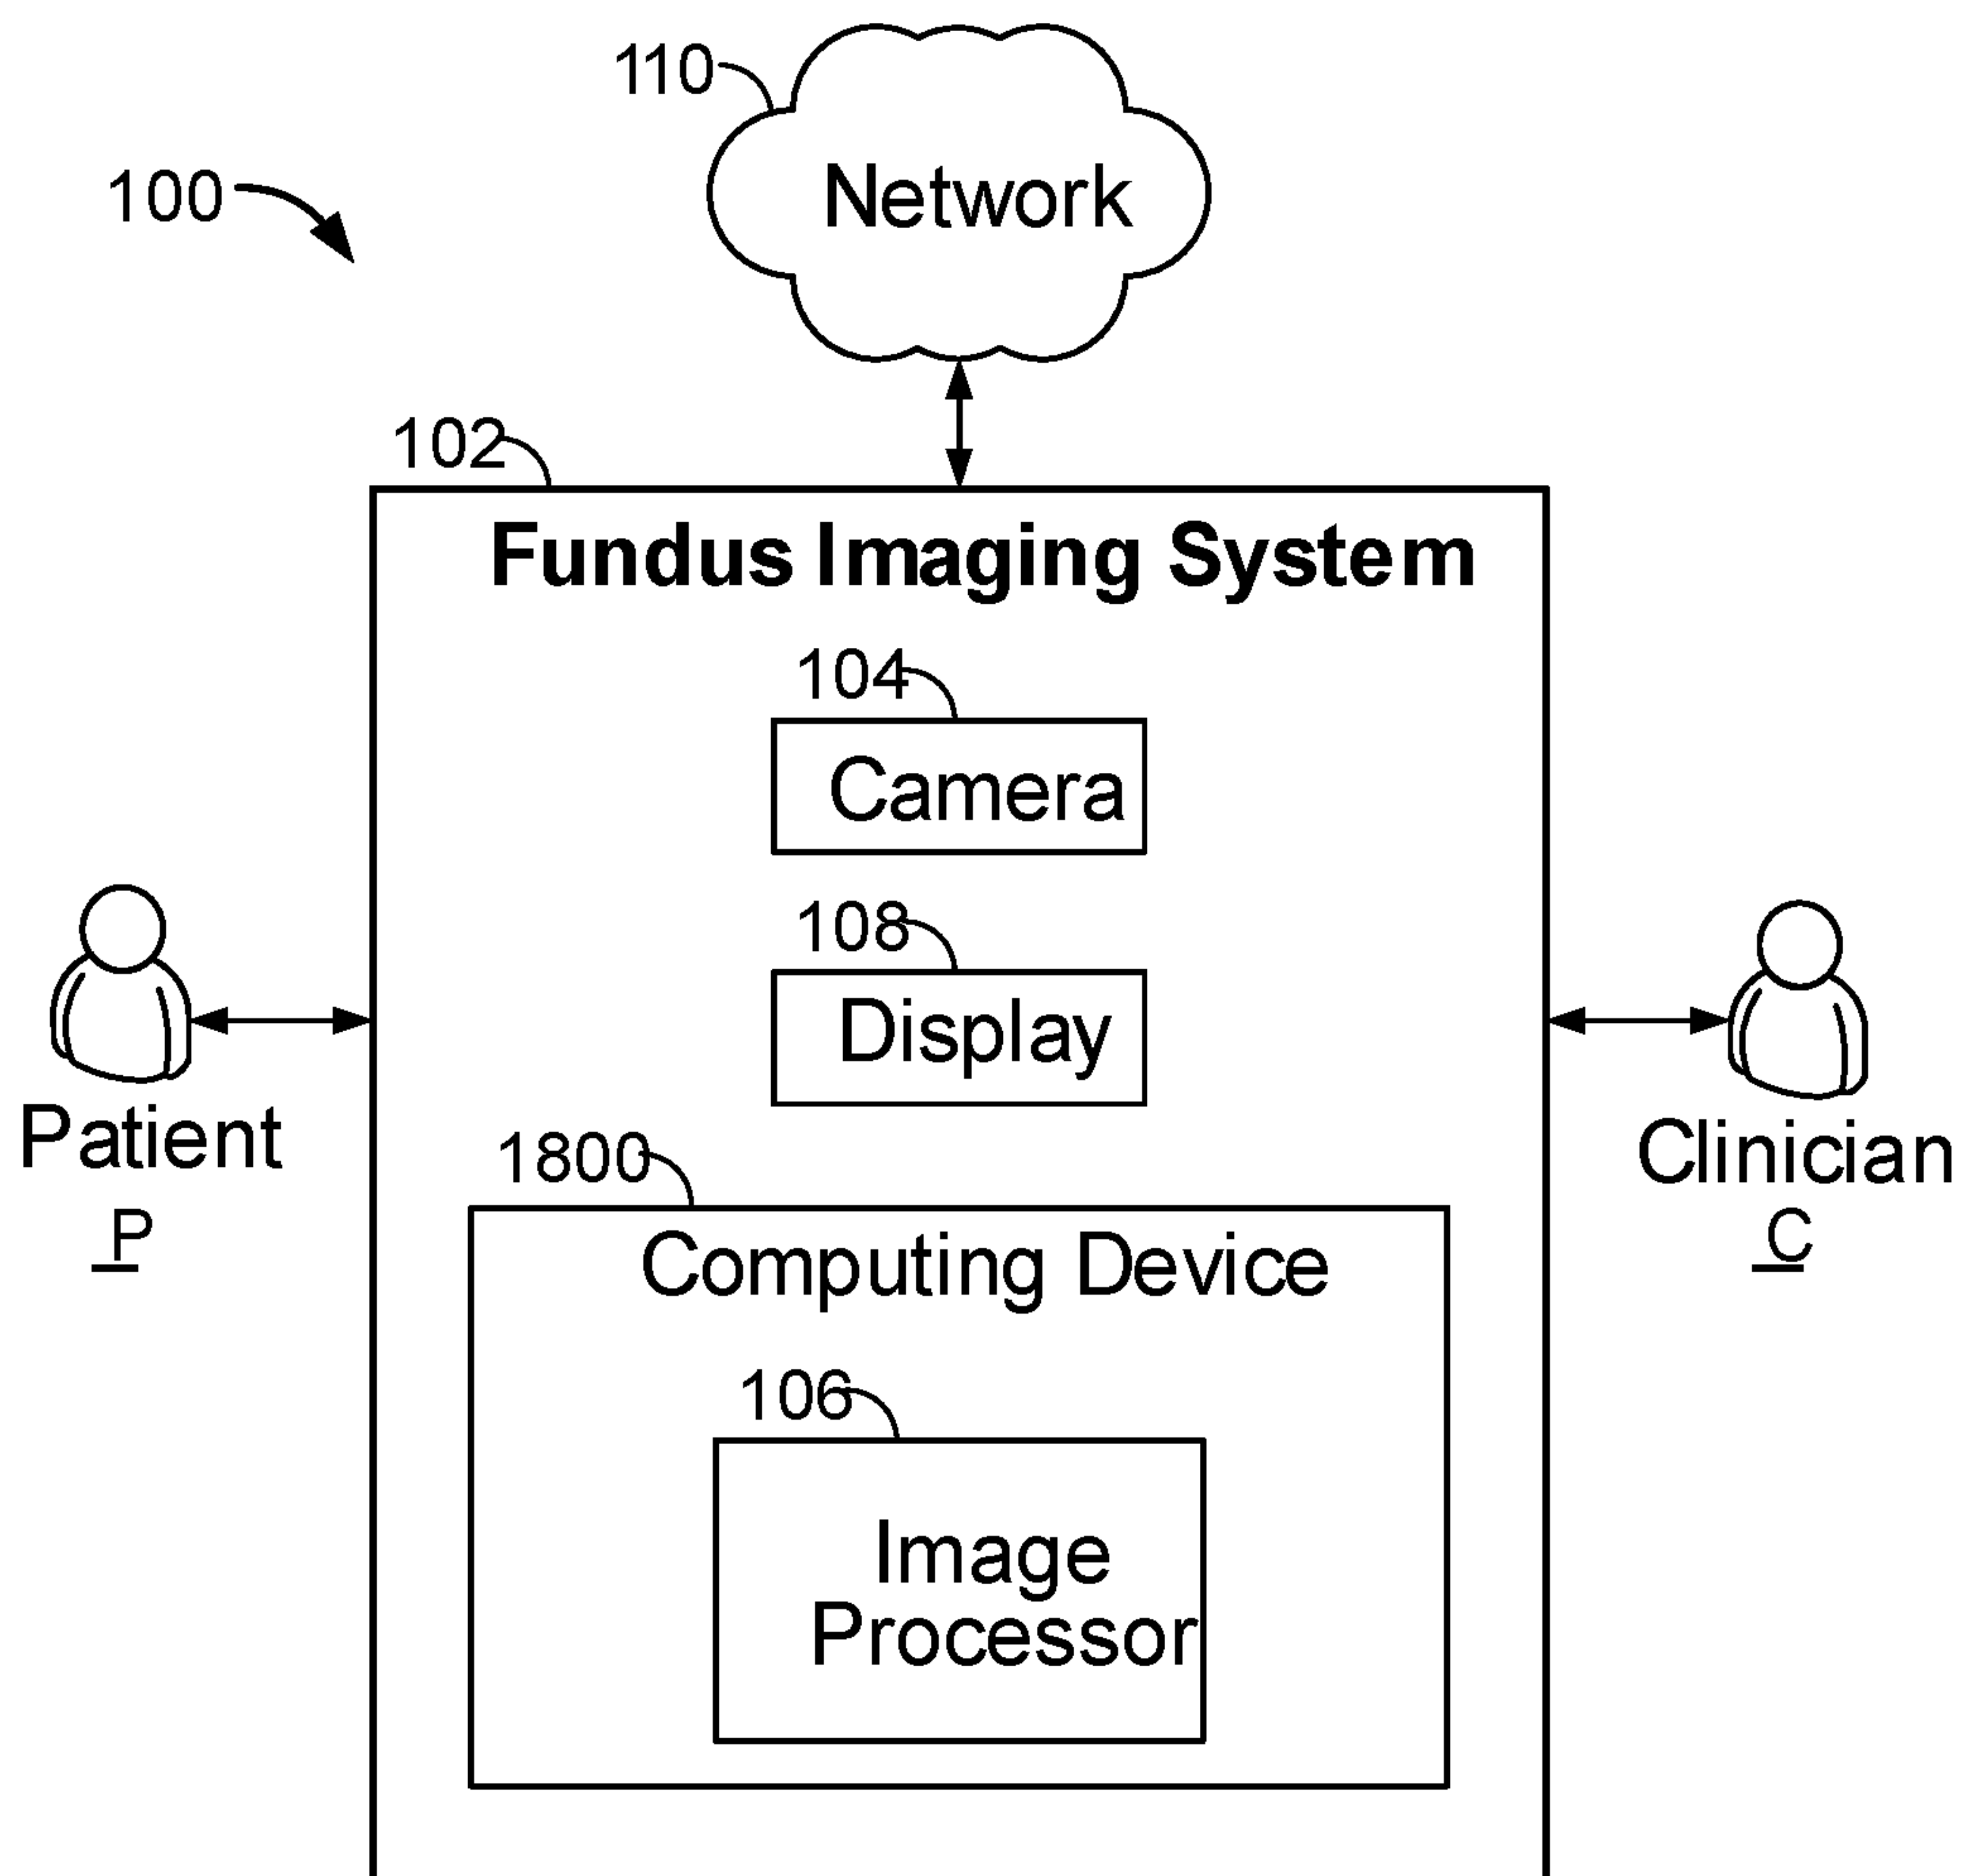 110
Network
100
102
Fundus Imaging System
104
Camera
108
Display
Patient
P
Clinician
C
1800
Computing Device
106
Image
Processor